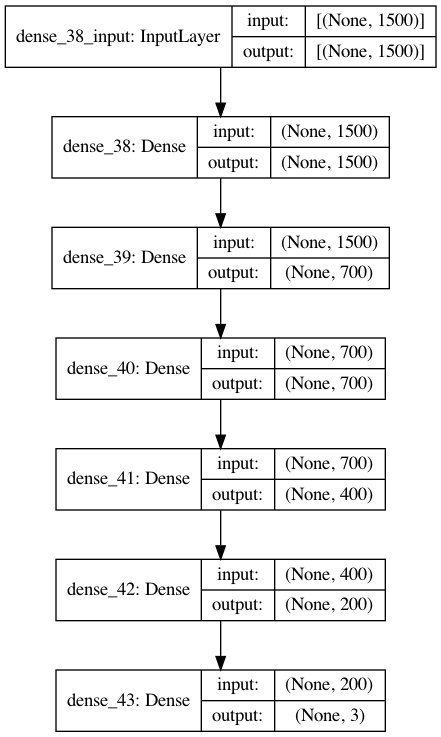 dense_38_input: InputLayer
input: [(None, 1500)]
output: [(None, 1500)]
dense_38: Dense
input: (None, 1500)
output: (None, 1500)
dense_39: Dense
input: (None, 1500)
output: (None, 700)
dense_40: Dense
input: (None, 700)
output: (None, 700)
dense_41: Dense
input: (None, 700)
output: (None, 400)
dense_42: Dense
input: (None, 400)
output: (None, 200)
dense_43: Dense
input: (None, 200)
output: (None, 3)